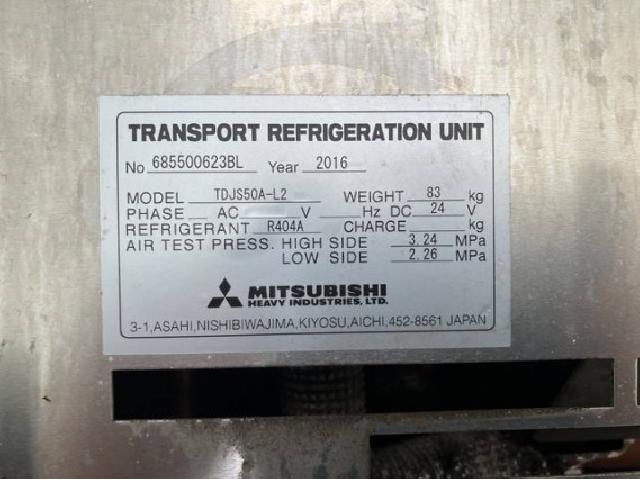 TRANSPORT REFRIGERATION UNIT
No 685500623BL Year 2016
MODEL TDJS50A-L2 WEIGHT 83 kg
PHASE AC V Hz DC 24 V
REFRIGERANT R404A CHARGE kg
AIR TEST PRESS. HIGH SIDE 3.24 MPa
LOW SIDE 2.26 MPa
MITSUBISHI
HEAVY INDUSTRIES, LTD.
3-1, ASAHI, NISHIBIWAJIMA, KIYOSU, AICHI, 452-8561 JAPAN